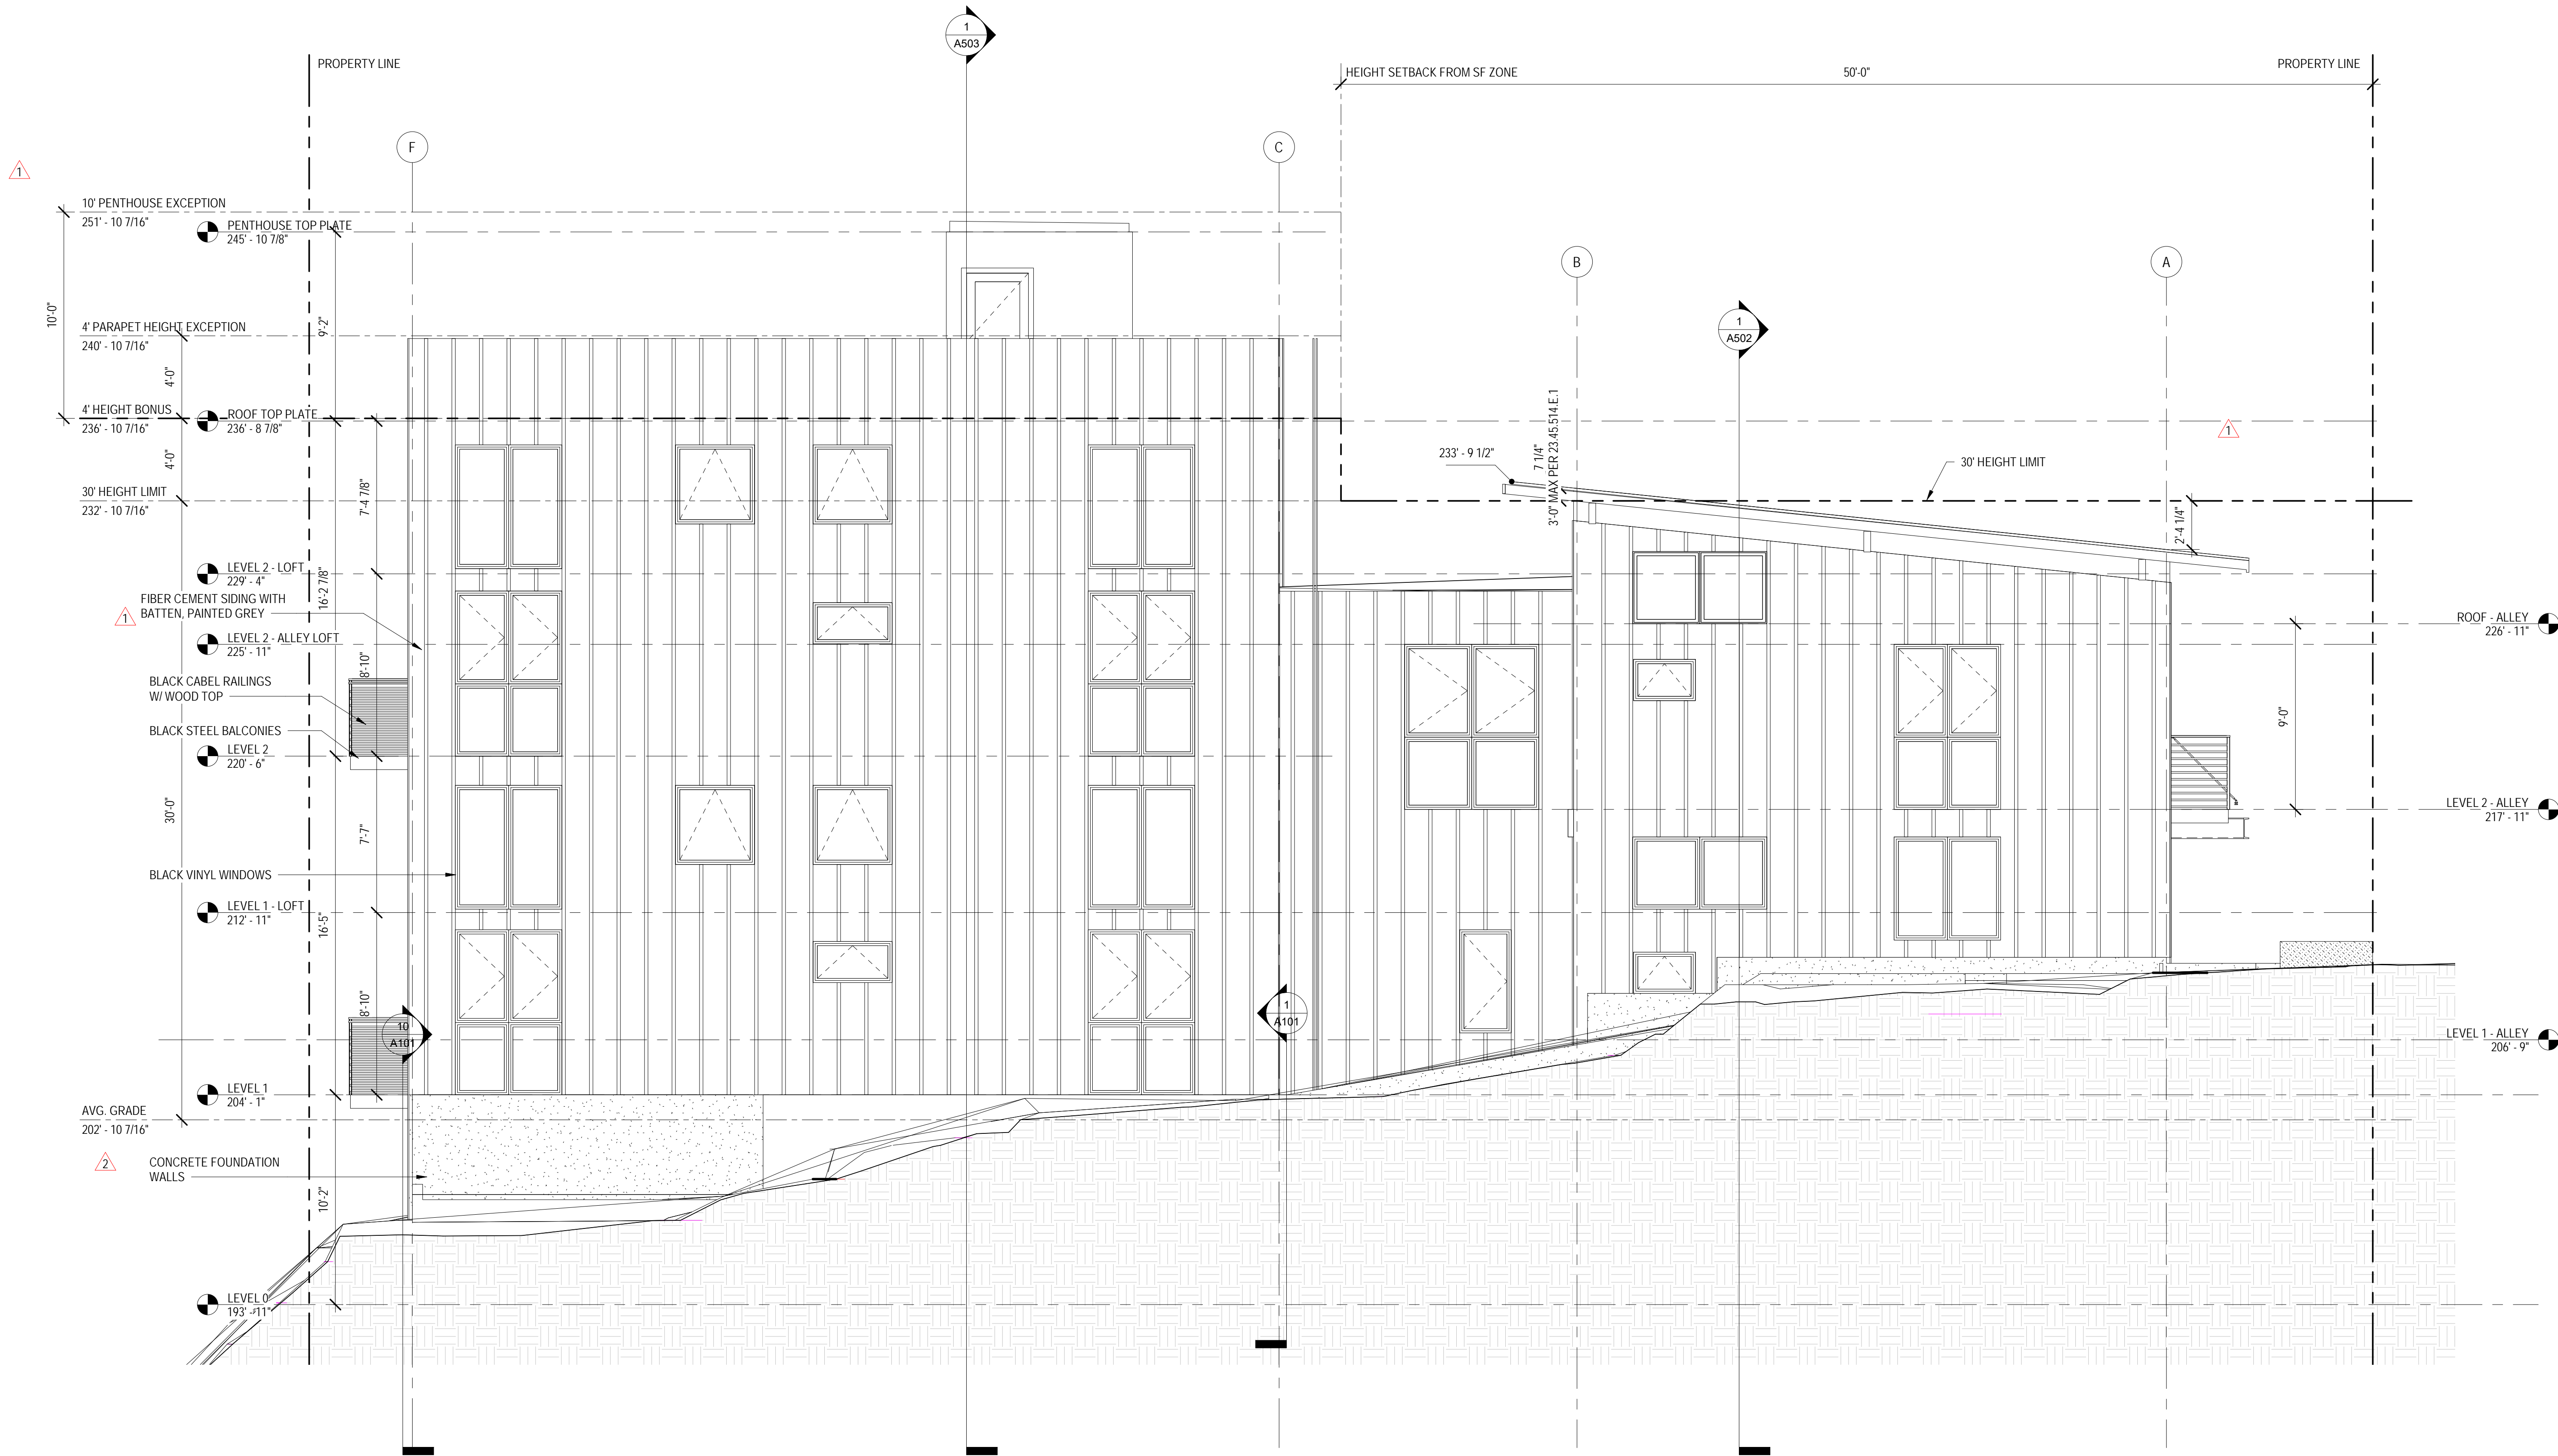 1
A503
PROPERTY LINE
HEIGHT SETBACK FROM SF ZONE
50'-0"
PROPERTY LINE
F
C
1
10' PENTHOUSE EXCEPTION
251' - 10 7/16"
PENTHOUSE TOP PLATE
245' - 10 7/8"
B
A
10'-0"
9'-2"
4' PARAPET HEIGHT EXCEPTION
240' - 10 7/16"
1
A502
4'-0"
4' HEIGHT BONUS
236' - 10 7/16"
ROOF TOP PLATE
236' - 8 7/8"
1
4'-0"
233' - 9 1/2"
7 1/4"
3'-0" MAX PER 23.45.514.E.1
30' HEIGHT LIMIT
30' HEIGHT LIMIT
232' - 10 7/16"
7'-4 7/8"
2'-4 1/4"
LEVEL 2 - LOFT
229' - 4"
16'-2 7/8"
FIBER CEMENT SIDING WITH
BATTEN, PAINTED GREY
1
ROOF - ALLEY
226' - 11"
LEVEL 2 - ALLEY LOFT
225' - 11"
8'-10"
BLACK CABEL RAILINGS
W/ WOOD TOP
9'-0"
BLACK STEEL BALCONIES
LEVEL 2
220' - 6"
30'-0"
LEVEL 2 - ALLEY
217' - 11"
7'-7"
BLACK VINYL WINDOWS
LEVEL 1 - LOFT
212' - 11"
16'-5"
8'-10"
10
A101
1
A101
LEVEL 1 - ALLEY
206' - 9"
LEVEL 1
204' - 1"
AVG. GRADE
202' - 10 7/16"
2
CONCRETE FOUNDATION
WALLS
10'-2"
LEVEL 0
193' - 11"